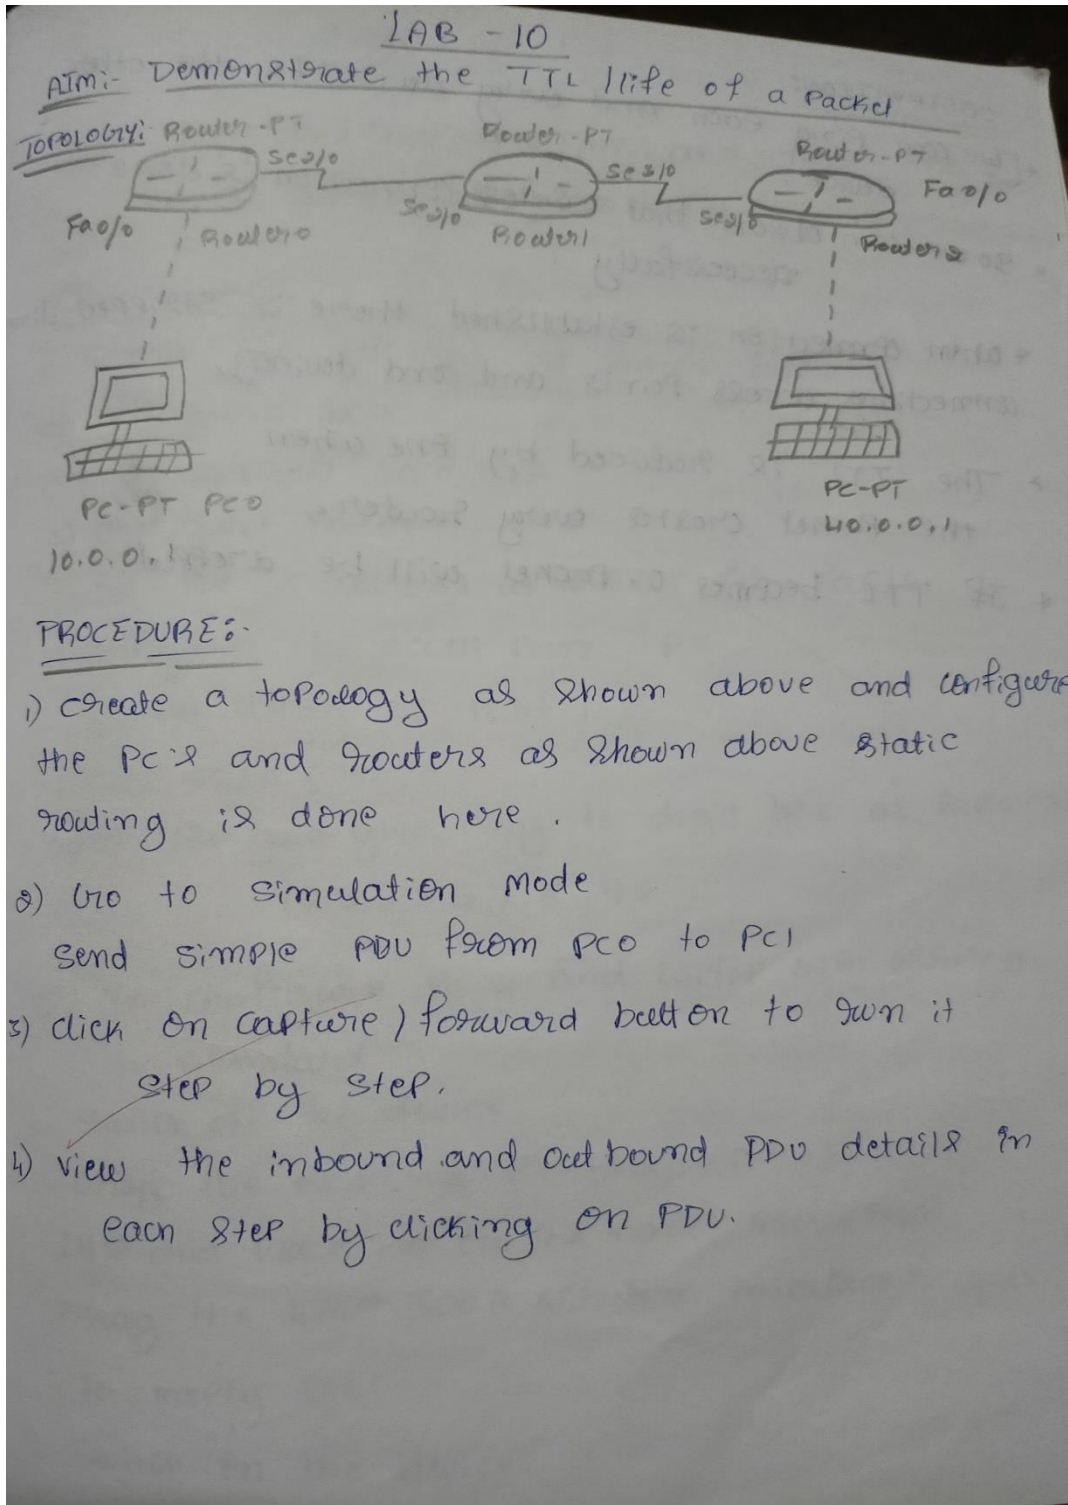 LAB - 10
AIM:- Demonstrate the TTL llife of a Packet
TOPOLOGY: Router-PT Router-PT Router-PT
Se2/0 Se3/0 Fa0/0
Fa0/0 Router0 Se2/0 Router1 Se2/0 Router2
PC-PT PC0 PC-PT
10.0.0.1 40.0.0.1
PROCEDURE:-
1) create a topology as shown above and configure
the PC's and routers as shown above static
routing is done here.
2) Go to simulation mode
send simple PDU from PC0 to PC1
3) click on capture/forward button to run it
step by step.
4) view the inbound and outbound PDU details in
each step by clicking on PDU.